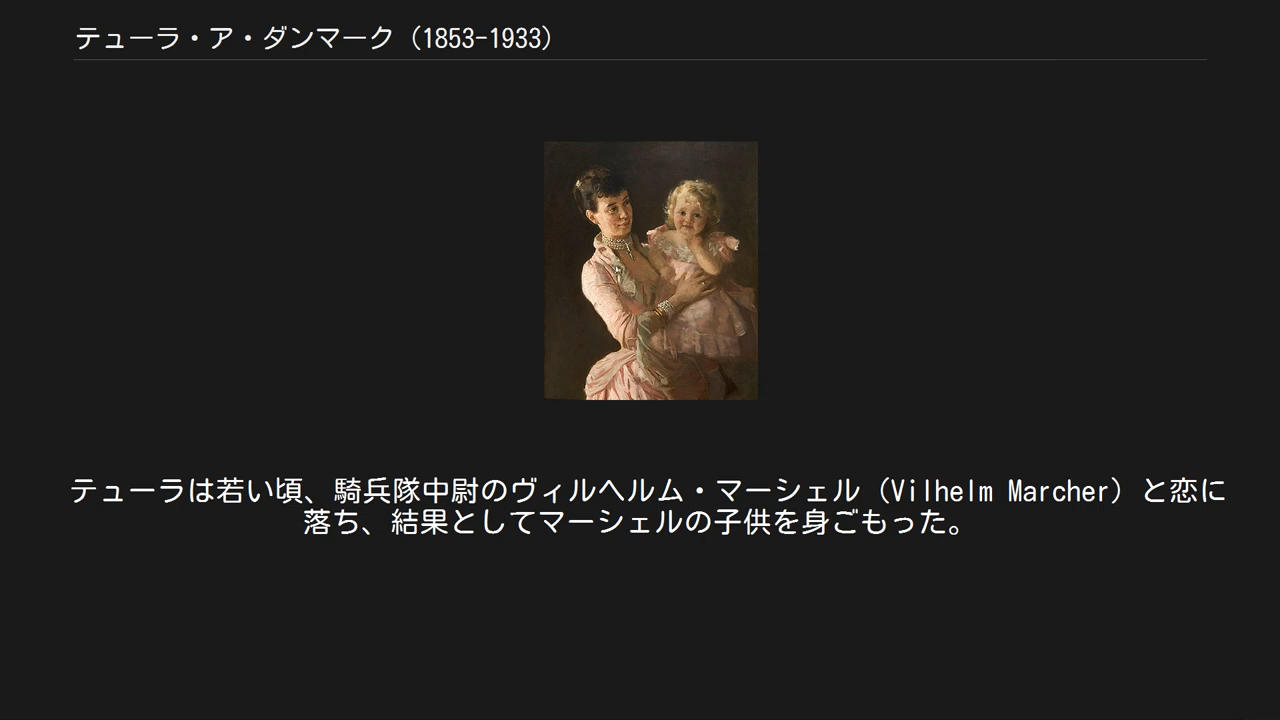 テューラ・ア・ダンマーク（1853-1933）
テューラは若い頃、騎兵隊中尉のヴィルヘルム・マーシェル（Vilhelm Marcher）と恋に
落ち、結果としてマーシェルの子供を身ごもった。